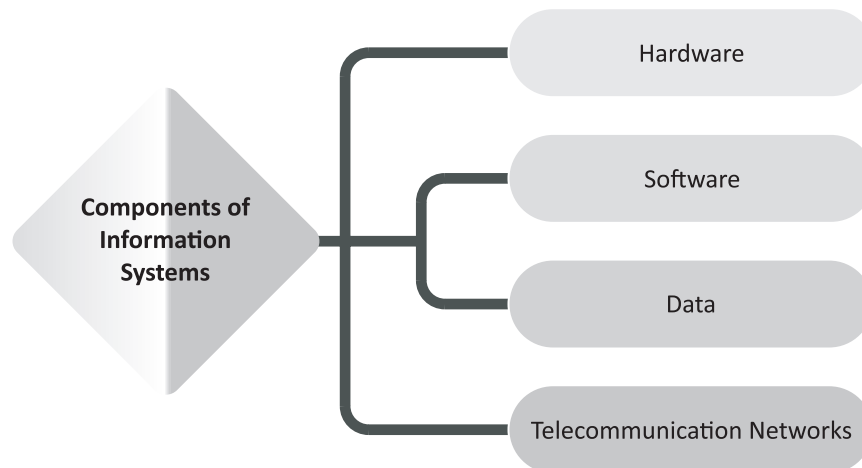 Components of
Information
Systems
Hardware
Software
Data
Telecommunication Networks